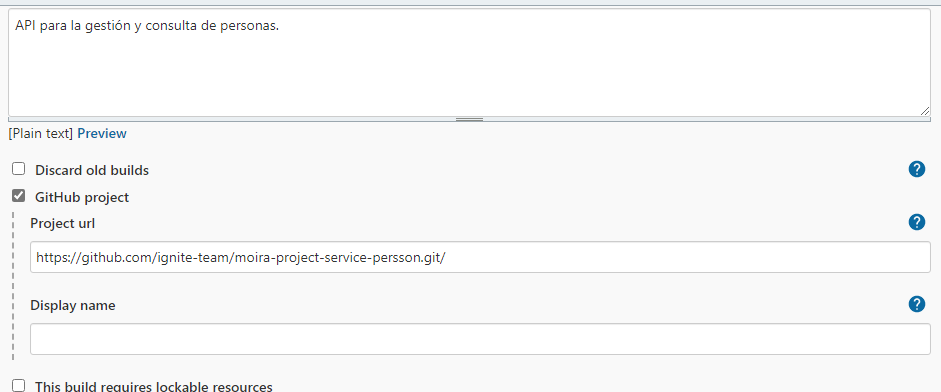 API para la gestión y consulta de personas.
[Plain text] Preview
Discard old builds
?
GitHub project
Project url
?
https://github.com/ignite-team/moira-project-service-persson.git/
Display name
?
This build requires lockable resources